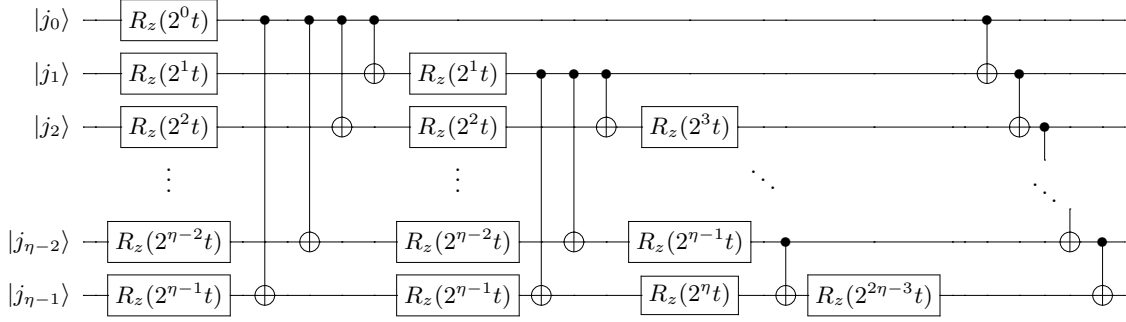 |j₀⟩ R_z(2⁰t)
|j₁⟩ R_z(2¹t) R_z(2¹t)
|j₂⟩ R_z(2²t) R_z(2²t) R_z(2³t)
⋮ ⋮ ⋱ ⋱
|j_{η−2}⟩ R_z(2^{η−2}t) R_z(2^{η−2}t) R_z(2^{η−1}t)
|j_{η−1}⟩ R_z(2^{η−1}t) R_z(2^{η−1}t) R_z(2^{η}t) R_z(2^{2η−3}t)